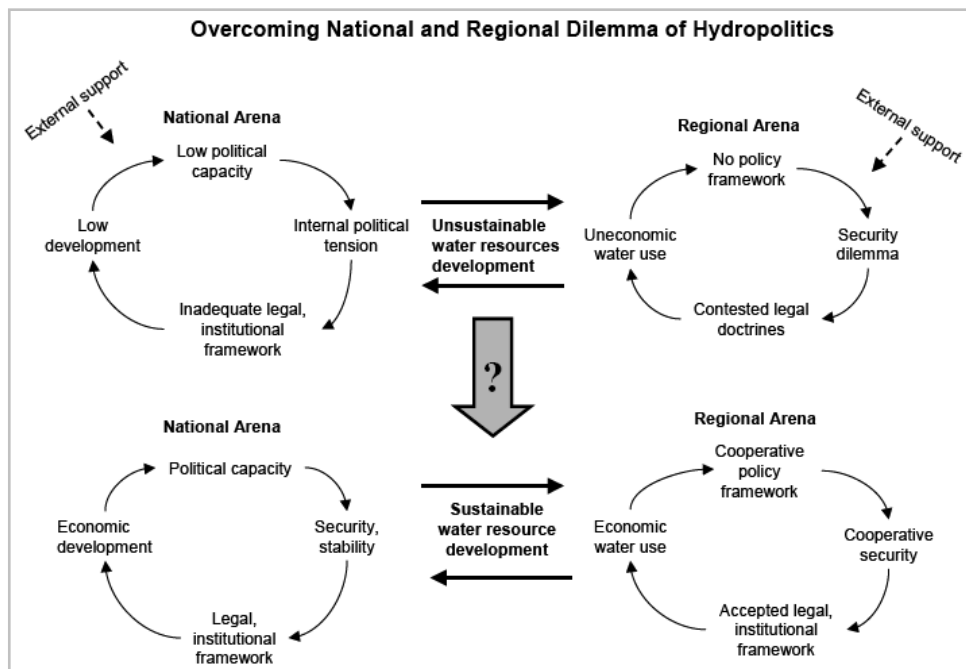 Overcoming National and Regional Dilemma of Hydropolitics
External support
National Arena
Low political
capacity
Internal political
tension
Inadequate legal,
institutional
framework
Low
development
Unsustainable
water resources
development
External support
Regional Arena
No policy
framework
Security
dilemma
Contested legal
doctrines
Uneconomic
water use
?
National Arena
Political capacity
Security,
stability
Legal,
institutional
framework
Economic
development
Sustainable
water resource
development
Regional Arena
Cooperative
policy
framework
Cooperative
security
Accepted legal,
institutional
framework
Economic
water use